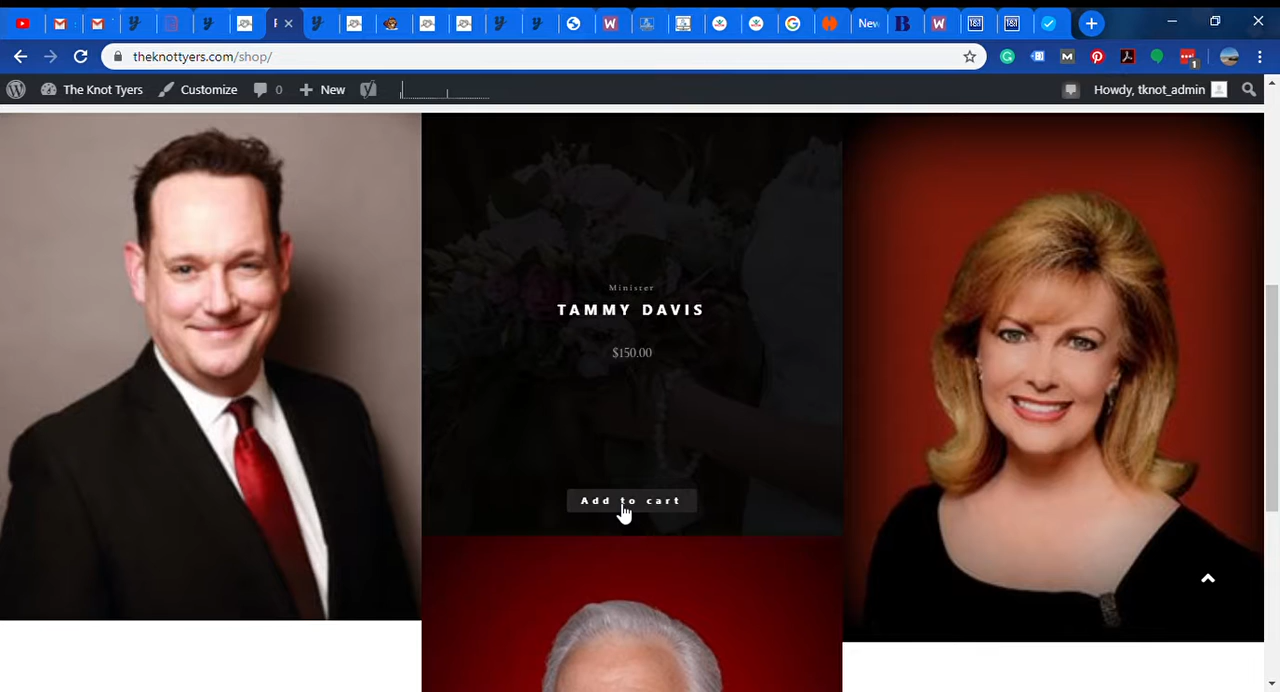 New
theknottyers.com/shop/
The Knot Tyers Customize 0 New Howdy, tknot_admin
Minister
TAMMY DAVIS
$150.00
Add to cart